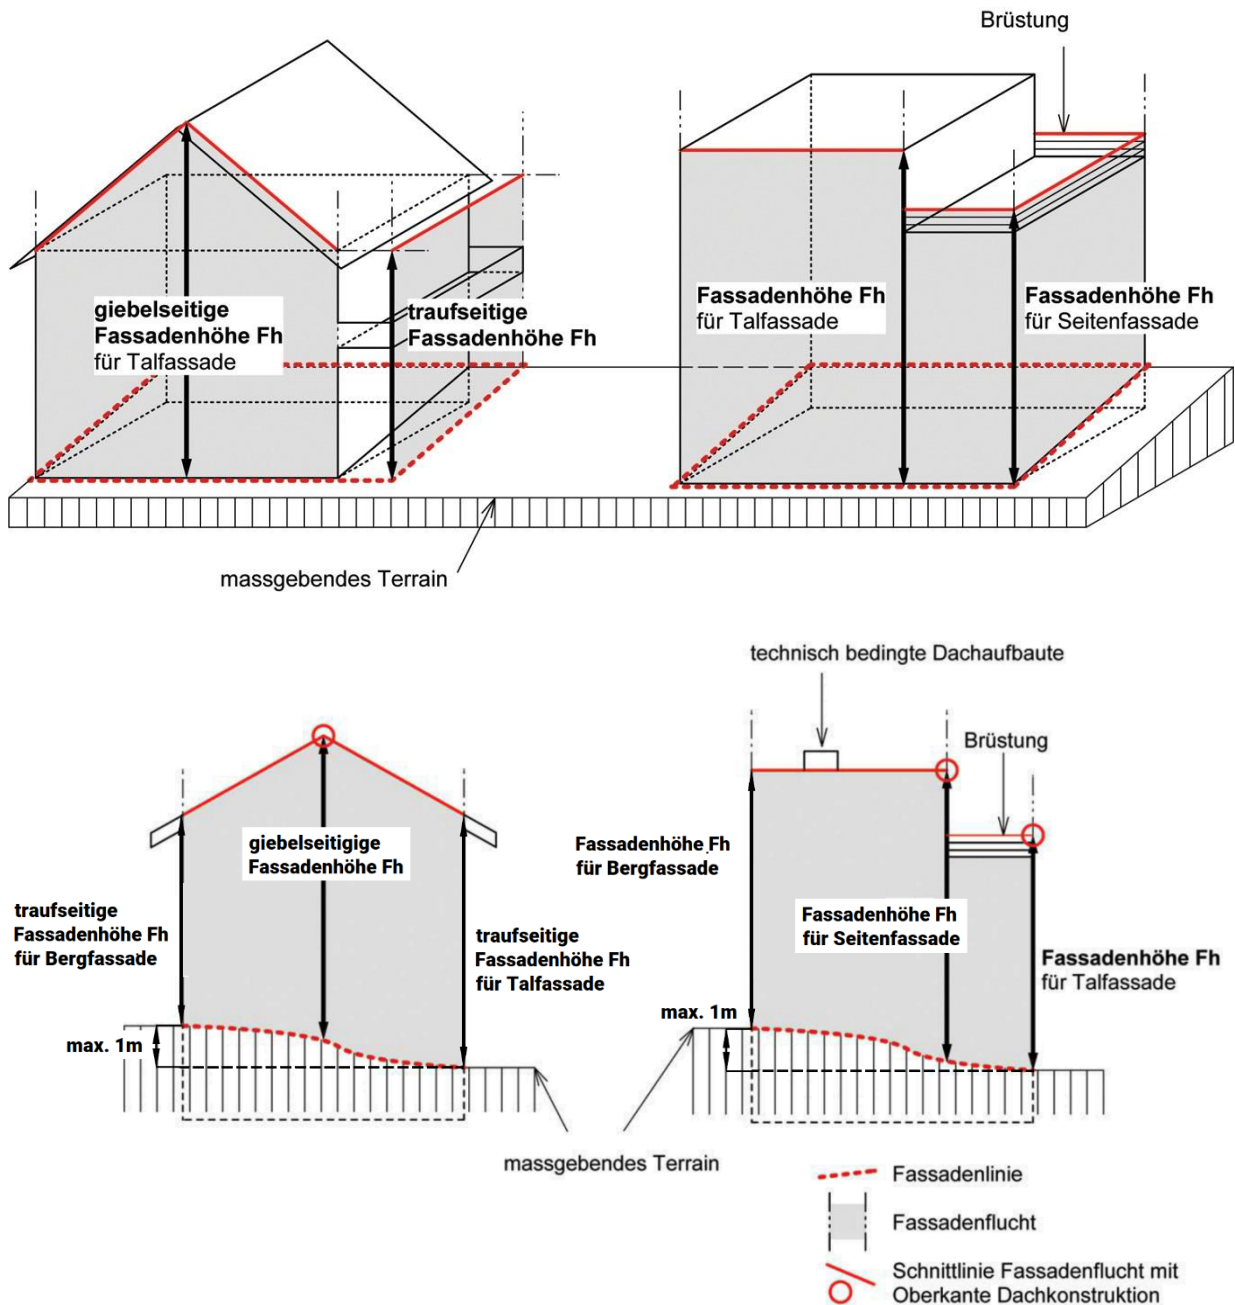 Brüstung
giebelseitige
Fassadenhöhe Fh
für Talfassade
traufseitige
Fassadenhöhe Fh
Fassadenhöhe Fh
für Talfassade
Fassadenhöhe Fh
für Seitenfassade
massgebendes Terrain
technisch bedingte Dachaufbaute
Brüstung
giebelseitigige
Fassadenhöhe Fh
traufseitige
Fassadenhöhe Fh
für Bergfassade
traufseitige
Fassadenhöhe Fh
für Talfassade
max. 1m
Fassadenhöhe Fh
für Bergfassade
Fassadenhöhe Fh
für Seitenfassade
Fassadenhöhe Fh
für Talfassade
max. 1m
massgebendes Terrain
Fassadenlinie
Fassadenflucht
Schnittlinie Fassadenflucht mit
Oberkante Dachkonstruktion